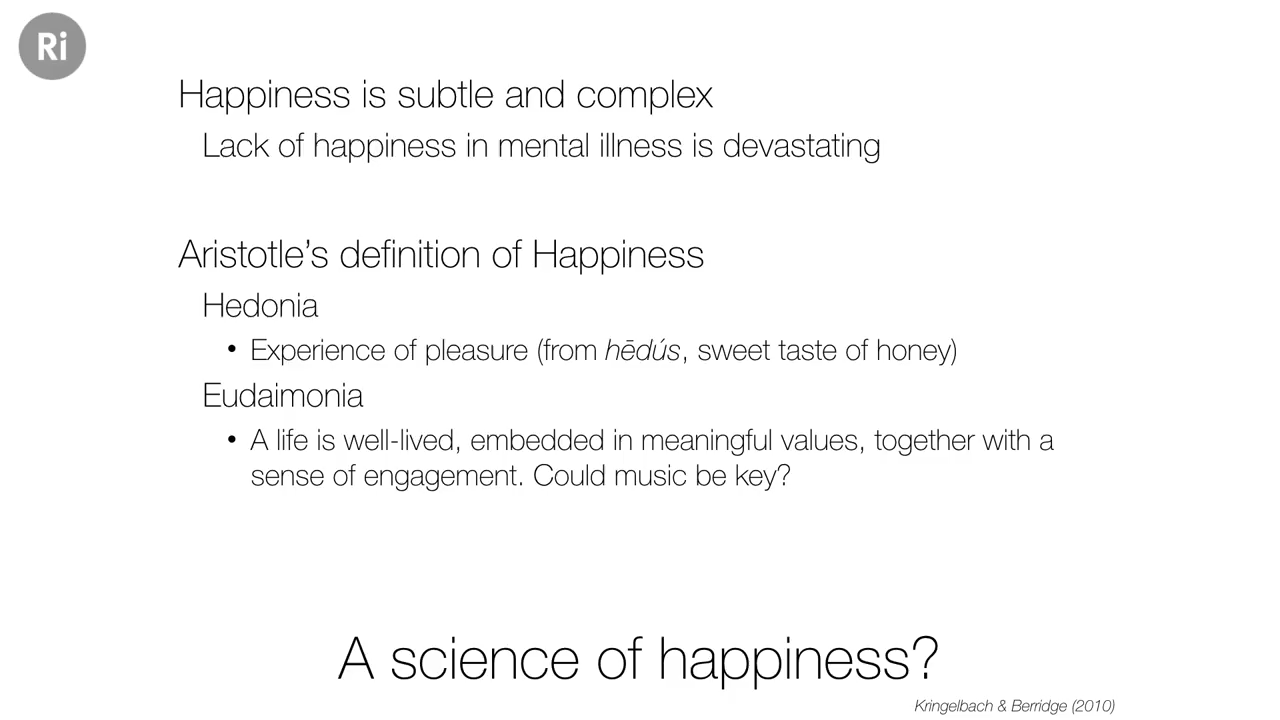 Ri
Happiness is subtle and complex
Lack of happiness in mental illness is devastating
Aristotle’s definition of Happiness
Hedonia
• Experience of pleasure (from hēdús, sweet taste of honey)
Eudaimonia
• A life is well-lived, embedded in meaningful values, together with a
sense of engagement. Could music be key?
A science of happiness?
Kringelbach & Berridge (2010)